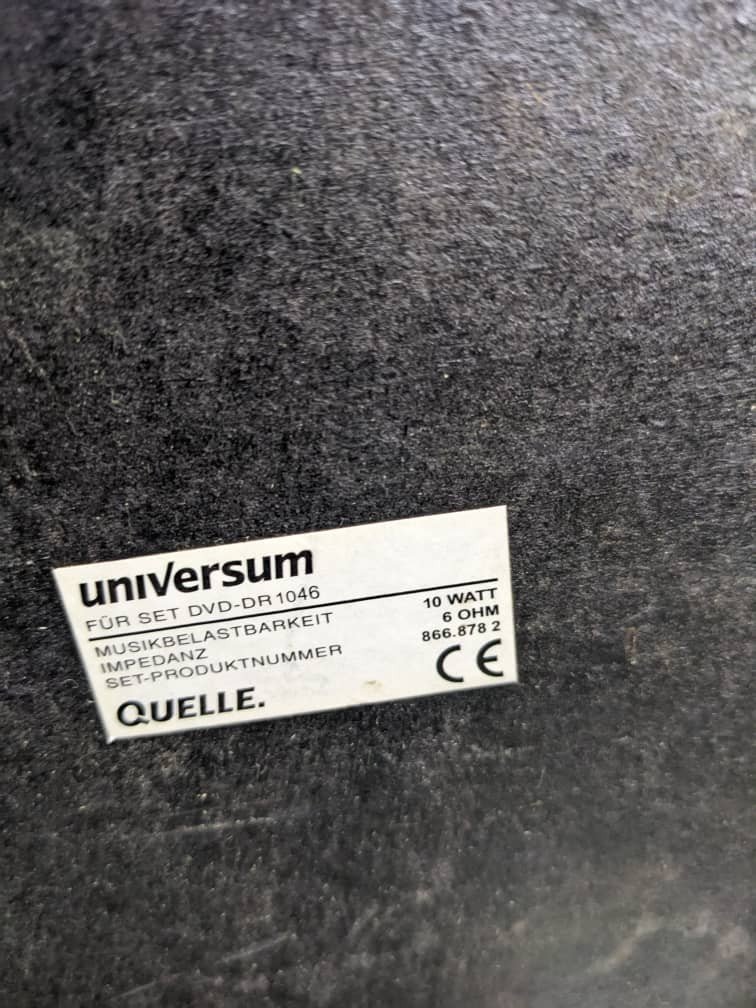 uniVersum
FÜR SET DVD-DR1046
MUSIKBELASTBARKEIT 10 WATT
IMPEDANZ 6 OHM
SET-PRODUKTNUMMER 866.878 2
CE
QUELLE.